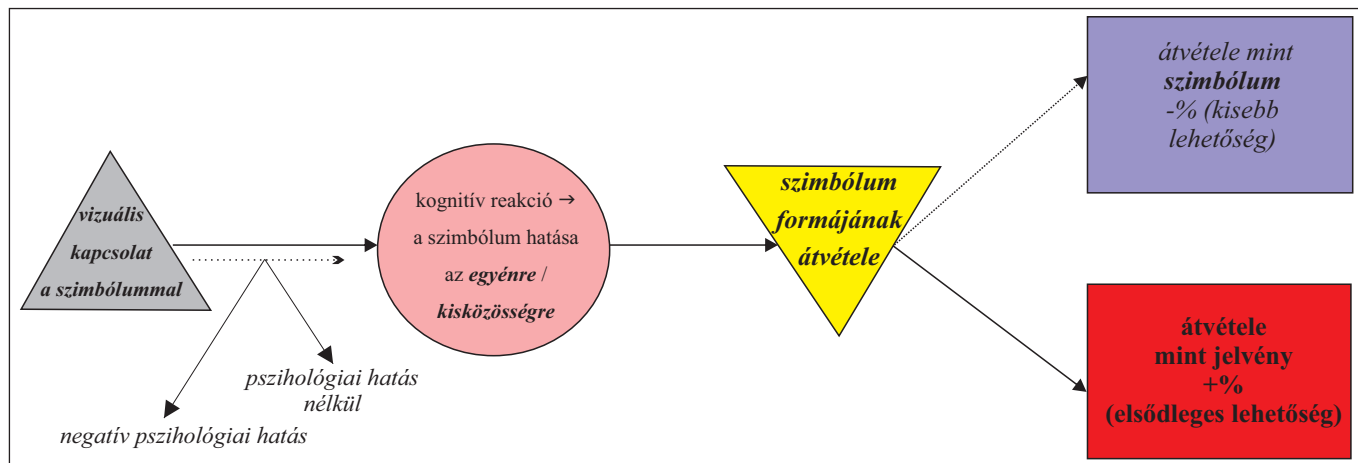 vizuális
kapcsolat
a szimbólummal
negatív pszihológiai hatás
pszihológiai hatás
nélkül
kognitív reakció →
a szimbólum hatása
az egyénre /
kisközösségre
szimbólum
formájának
átvétele
átvétele mint
szimbólum
-% (kisebb
lehetőség)
átvétele
mint jelvény
+%
(elsődleges lehetőség)